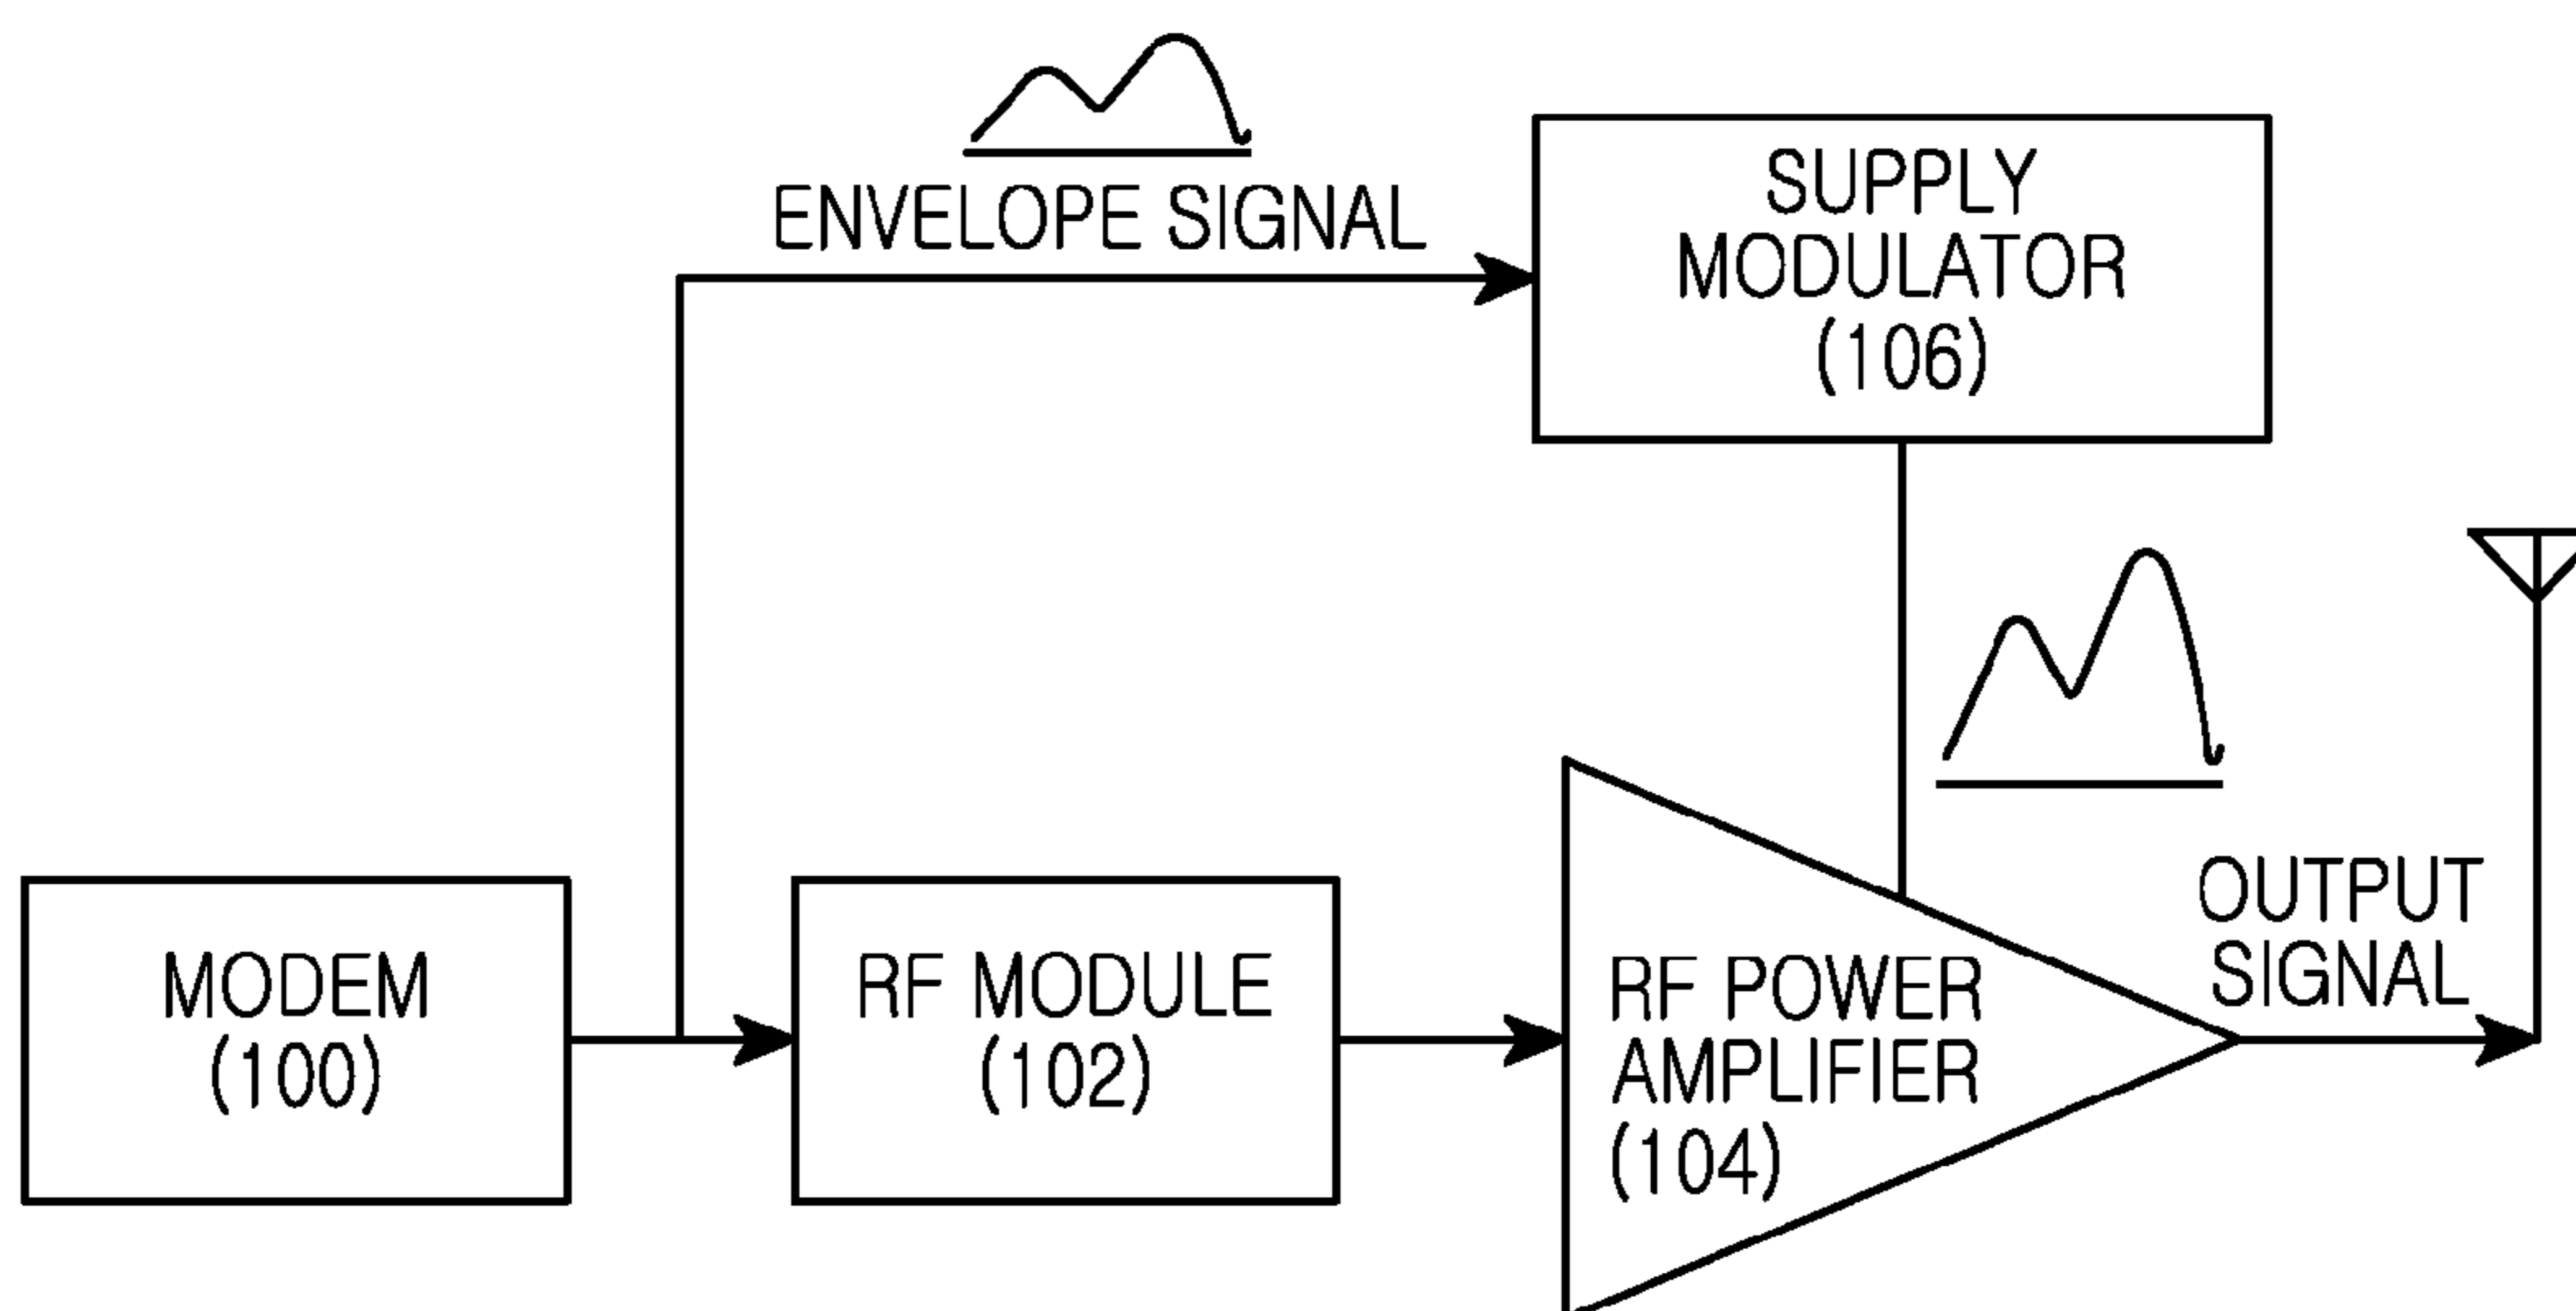 ENVELOPE SIGNAL
SUPPLY
MODULATOR
(106)
MODEM
(100)
RF MODULE
(102)
RF POWER
AMPLIFIER
(104)
OUTPUT
SIGNAL